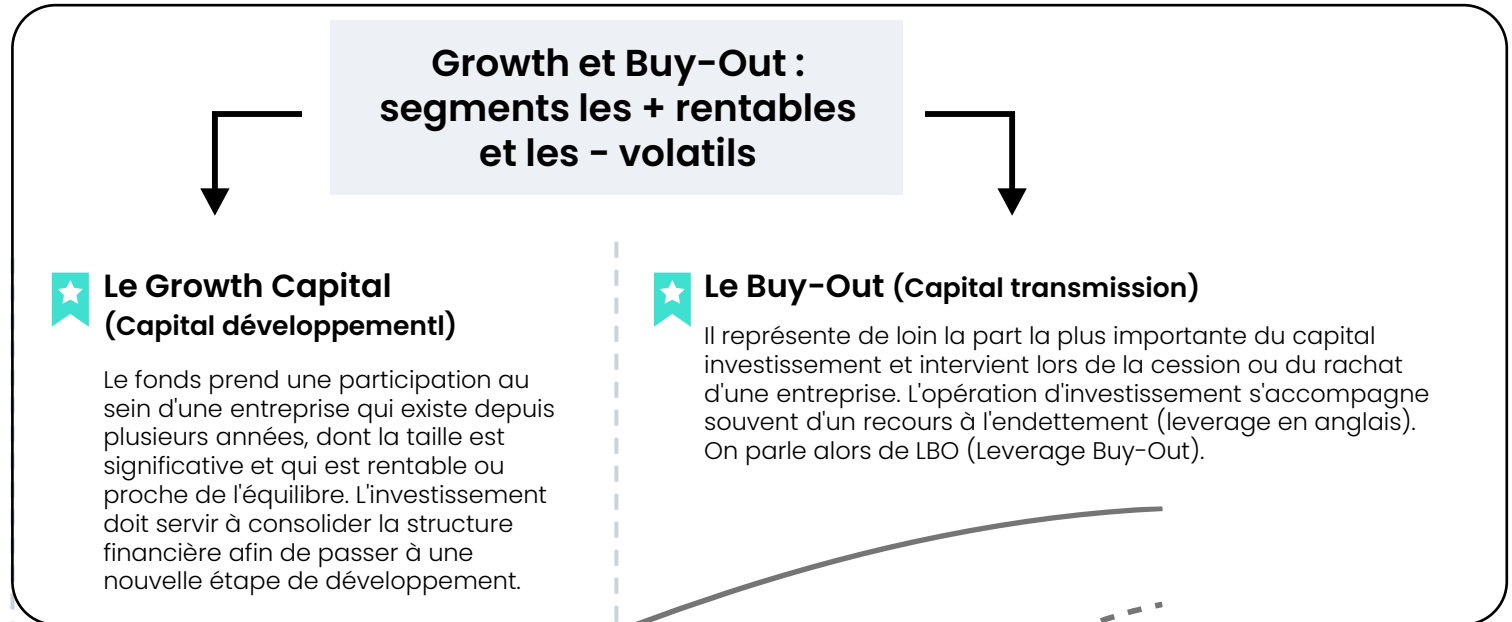 Growth et Buy-Out :
segments les + rentables
et les - volatils
Le Growth Capital
(Capital développementl)
Le fonds prend une participation au
sein d'une entreprise qui existe depuis
plusieurs années, dont la taille est
significative et qui est rentable ou
proche de l'équilibre. L'investissement
doit servir à consolider la structure
financière afin de passer à une
nouvelle étape de développement.
Le Buy-Out (Capital transmission)
Il représente de loin la part la plus importante du capital
investissement et intervient lors de la cession ou du rachat
d'une entreprise. L'opération d'investissement s'accompagne
souvent d'un recours à l'endettement (leverage en anglais).
On parle alors de LBO (Leverage Buy-Out).